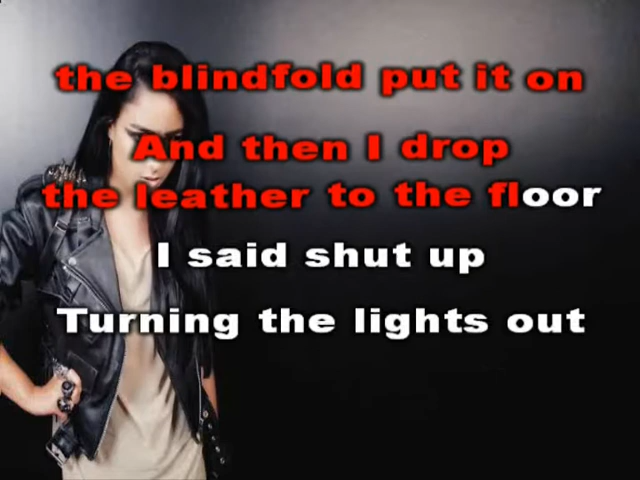 the blindfold put it on
And then I drop
the leather to the floor
I said shut up
Turning the lights out